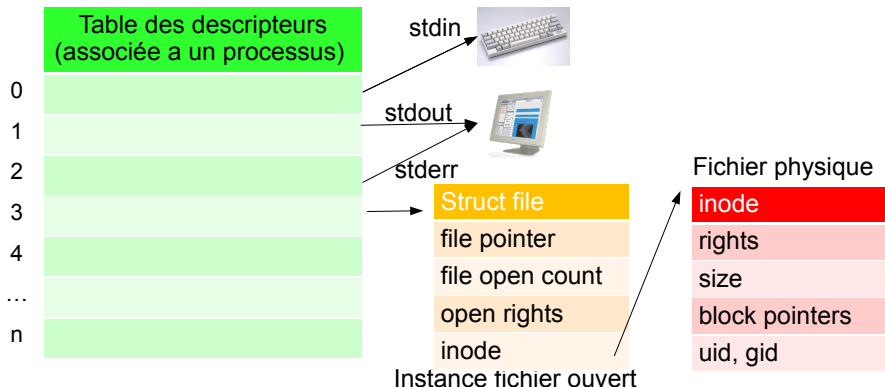 Table des descripteurs
(associée a un processus)
stdin
0
1
stdout
2
stderr
3
4
...
n
Struct file
file pointer
file open count
open rights
inode
Instance fichier ouvert
Fichier physique
inode
rights
size
block pointers
uid, gid